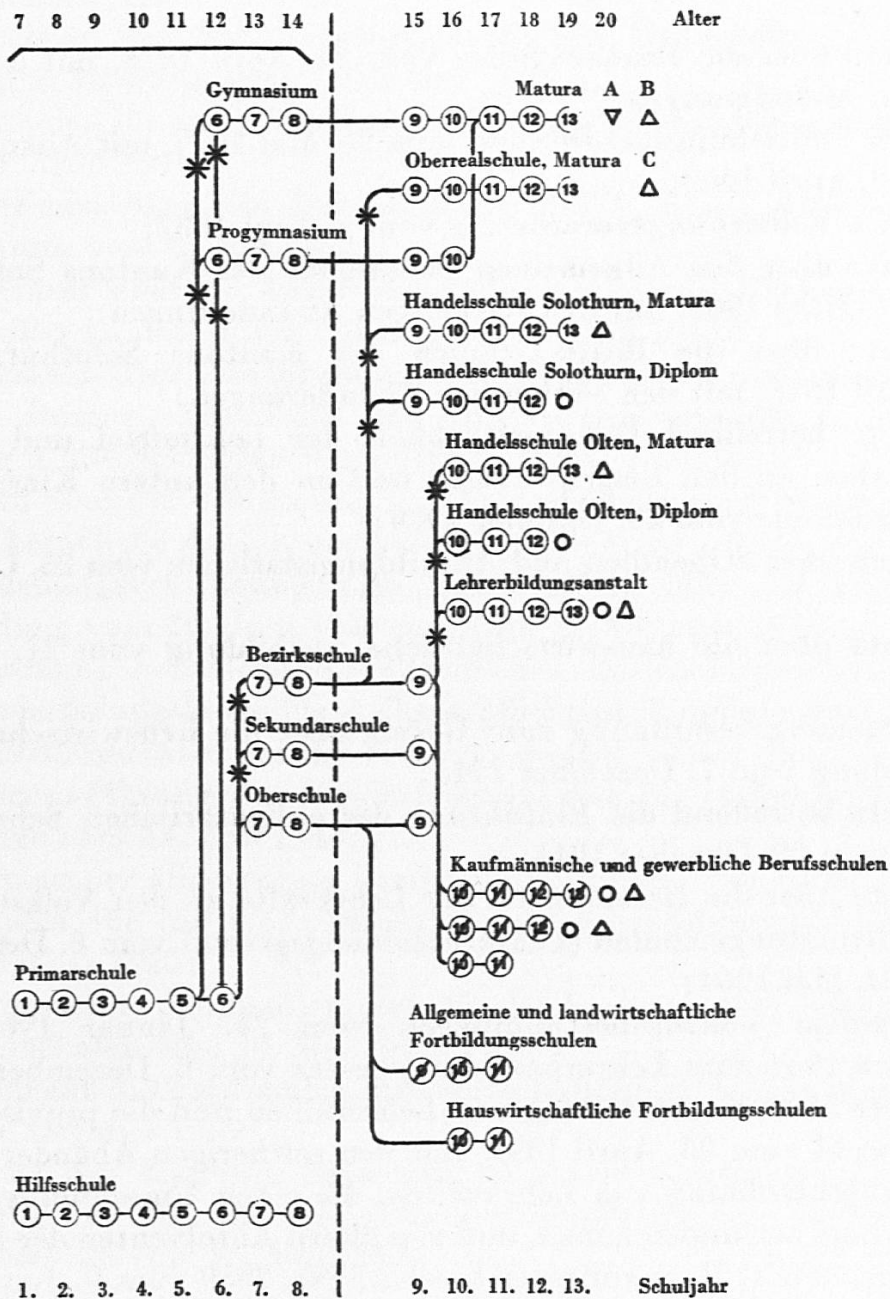 7 8 9 10 11 12 13 14 15 16 17 18 19 20 Alter
Gymnasium Matura A B
6 7 8 9 10 11 12 13
Oberrealschule, Matura C
9 10 11 12 13
Progymnasium
6 7 8 9 10
Handelsschule Solothurn, Matura
9 10 11 12 13
Handelsschule Solothurn, Diplom
9 10 11 12
Handelsschule Olten, Matura
10 11 12 13
Handelsschule Olten, Diplom
10 11 12
Lehrerbildungsanstalt
10 11 12 13
Bezirksschule
7 8 9
Sekundarschule
7 8 9
Oberschule
7 8 9
Kaufmännische und gewerbliche Berufsschulen
10 11 12 13
10 11 12
10 11
Primarschule
1 2 3 4 5 6
Allgemeine und landwirtschaftliche
Fortbildungsschulen
9 10 11
Hauswirtschaftliche Fortbildungsschulen
10 11
Hilfsschule
1 2 3 4 5 6 7 8
1. 2. 3. 4. 5. 6. 7. 8. 9. 10. 11. 12. 13. Schuljahr